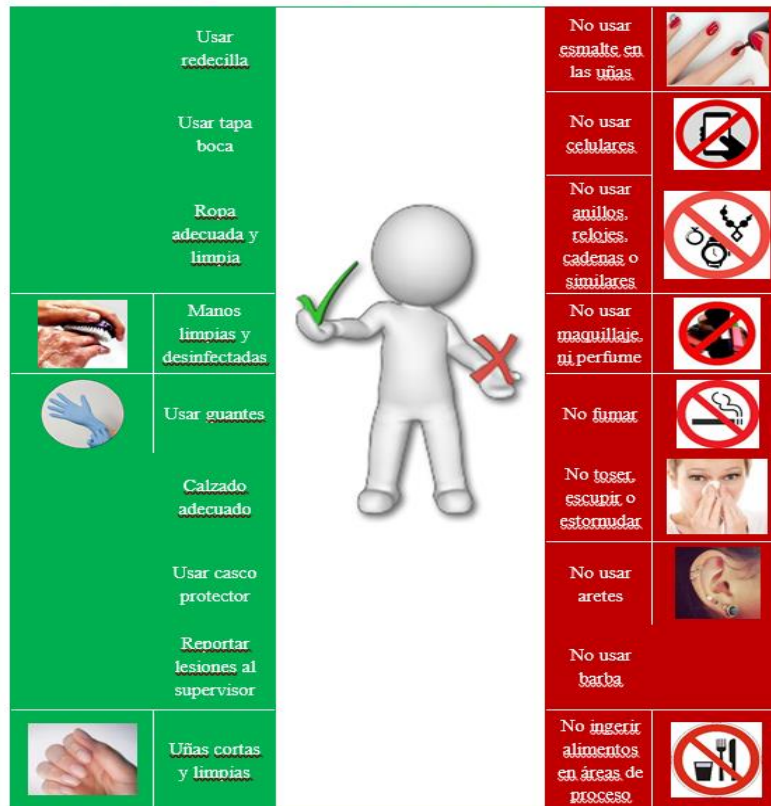 Usar
redecilla
Usar tapa
boca
Ropa
adecuada y
limpia
Manos
limpias y
desinfectadas
Usar guantes
Calzado
adecuado
Usar casco
protector
Reportar
lesiones al
supervisor
Uñas cortas
y limpias
No usar
esmalte en
las uñas
No usar
celulares
No usar
anillos,
relojes,
cadenas o
similares
No usar
maquillaje
ni perfume
No fumar
No toser,
escupir o
estornudar
No usar
aretes
No usar
barba
No ingerir
alimentos
en áreas de
proceso